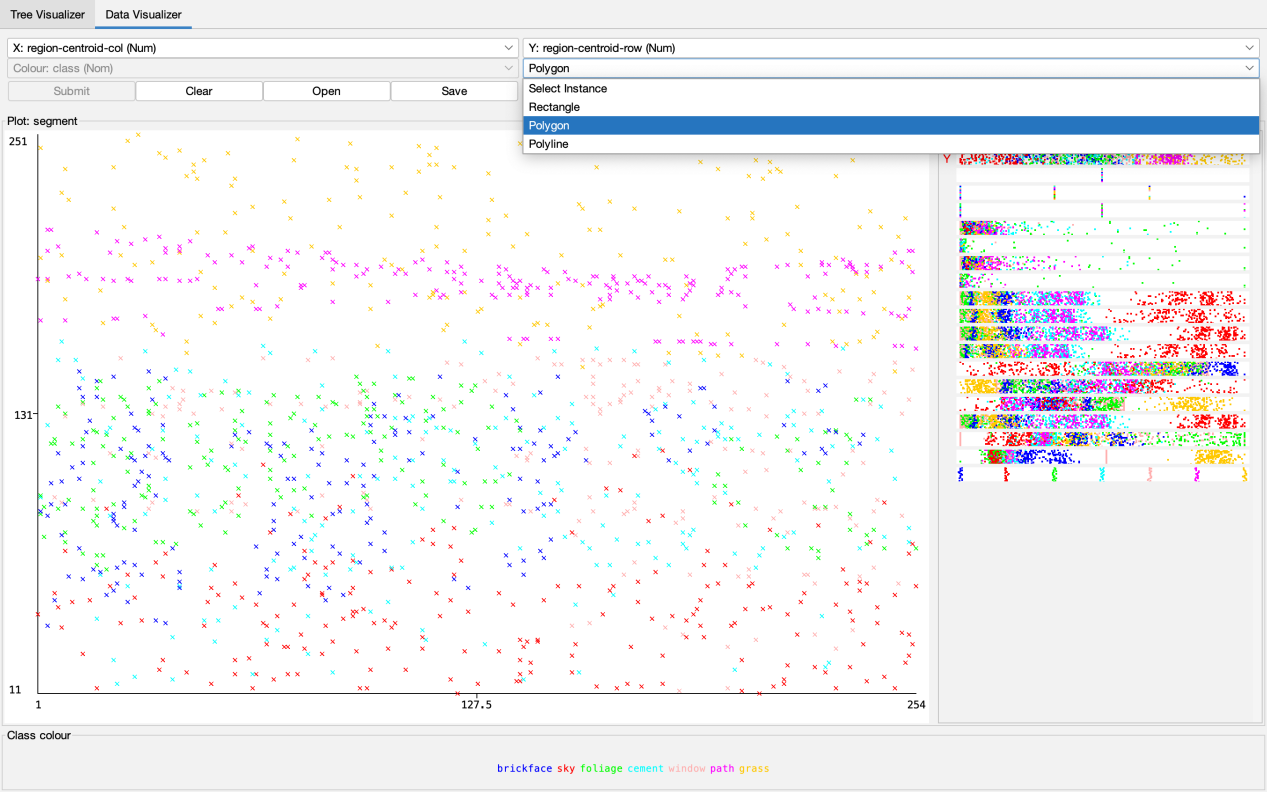 Tree Visualizer Data Visualizer
X: region-centroid-col (Num) Y: region-centroid-row (Num)
Colour: class (Nom) Polygon
Submit Clear Open Save Select Instance
Rectangle
Polygon
Polyline
Plot: segment
251
Y
131
11
1 127.5 254
Class colour
brickface sky foliage cement window path grass